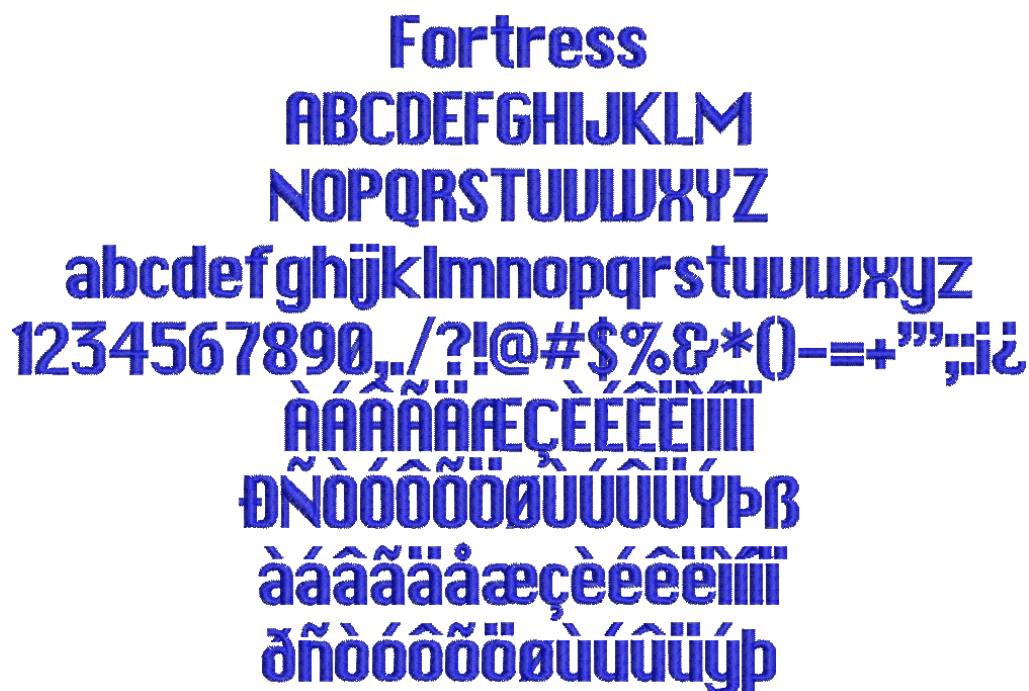 Fortress
ABCDEFGHIJKLM
NOPQRSTUVWXYZ
abcdefghijklmnopqrstuvwxyz
1234567890,./?!@#$%&*()-=+”’;:¡¿
ÀÁÂÃÄÆÇÈÉÊËÌÍÎÏ
ÐÑÒÓÔÕÖØÙÚÛÜÝÞß
àáâãäåæçèéêëìíîï
ðñòóôõöøùúûüýþ